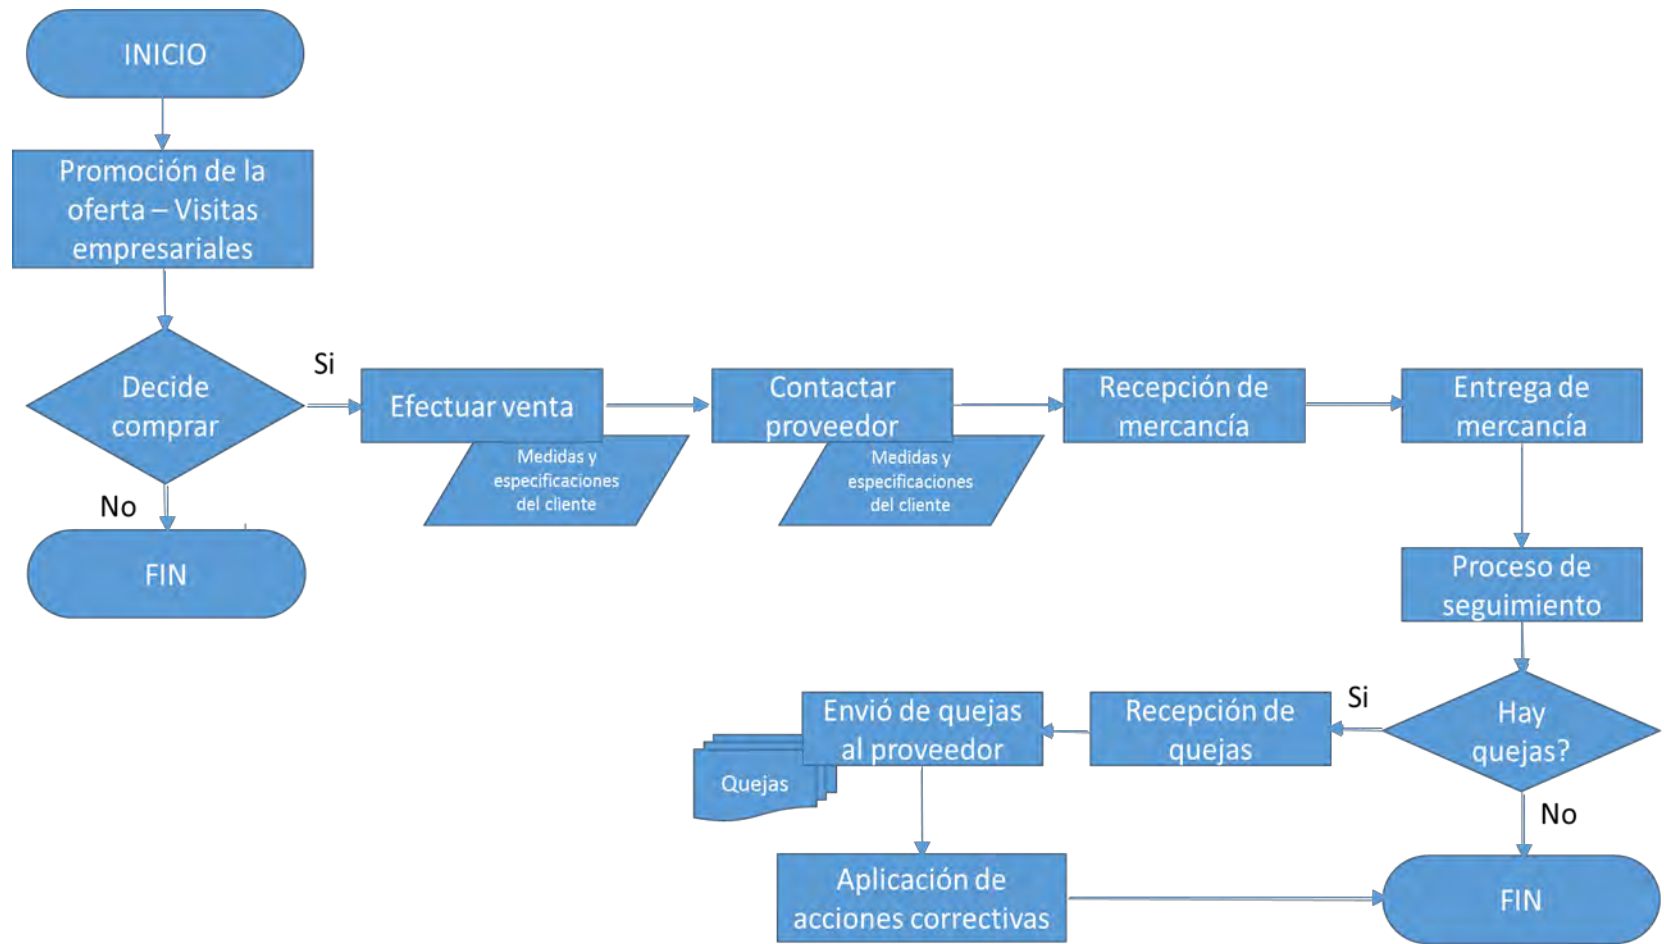 INICIO
Promoción de la
oferta – Visitas
empresariales
Decide
comprar
Si
No
FIN
Efectuar venta
Medidas y
especificaciones
del cliente
Contactar
proveedor
Medidas y
especificaciones
del cliente
Recepción de
mercancía
Entrega de
mercancía
Proceso de
seguimiento
Hay
quejas?
Si
No
Recepción de
quejas
Envió de quejas
al proveedor
Quejas
Aplicación de
acciones correctivas
FIN